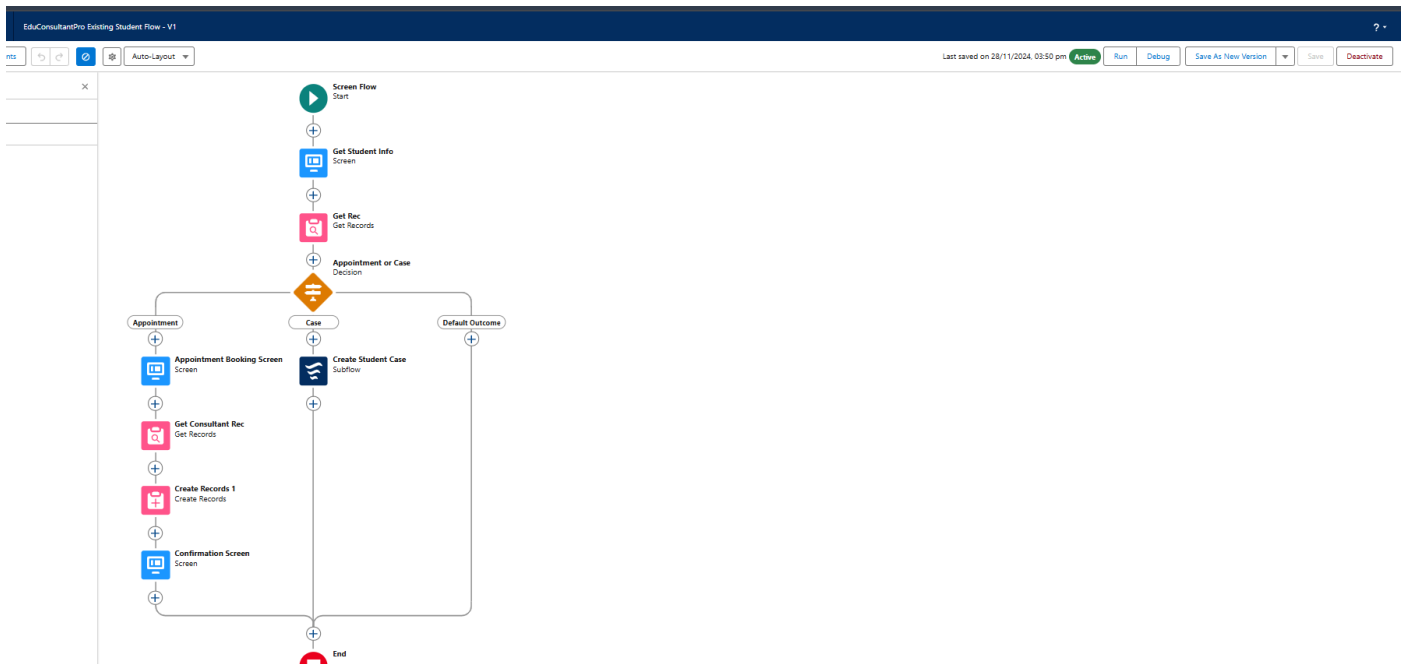 EduConsultantPro Existing Student Flow - V1
?
nts
Auto-Layout
Last saved on 28/11/2024, 03:50 pm
Active
Run
Debug
Save As New Version
Save
Deactivate
Screen Flow
Start
Get Student Info
Screen
Get Rec
Get Records
Appointment or Case
Decision
Appointment
Case
Default Outcome
Appointment Booking Screen
Screen
Create Student Case
Subflow
Get Consultant Rec
Get Records
Create Records 1
Create Records
Confirmation Screen
Screen
End